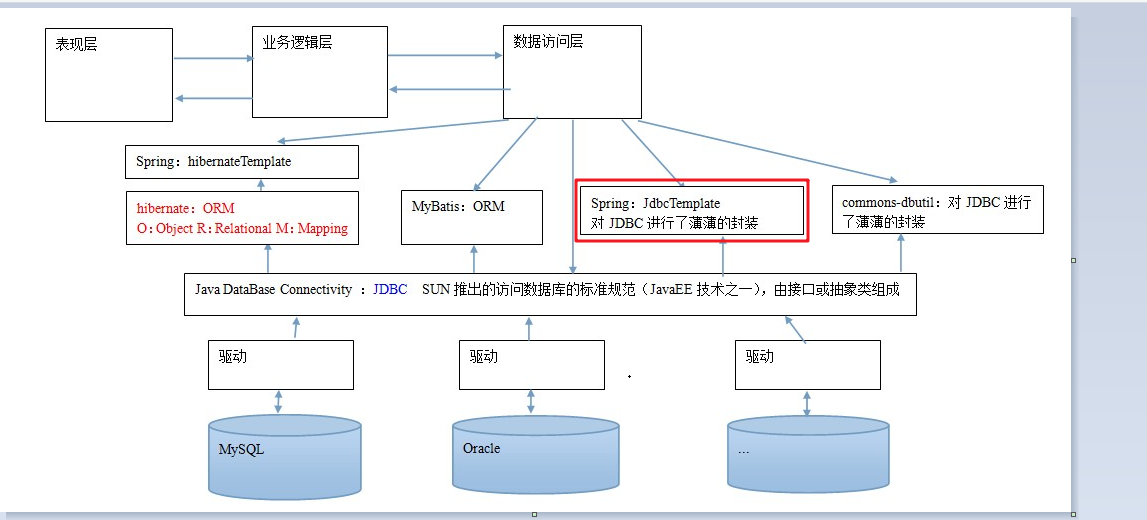 表现层
业务逻辑层
数据访问层
Spring：hibernateTemplate
hibernate：ORM
O：Object R：Relational M：Mapping
MyBatis：ORM
Spring：JdbcTemplate
对 JDBC 进行了薄薄的封装
commons-dbutil：对 JDBC 进行
了薄薄的封装
Java DataBase Connectivity ：JDBC SUN 推出的访问数据库的标准规范（JavaEE 技术之一），由接口或抽象类组成
驱动
驱动
驱动
MySQL
Oracle
...